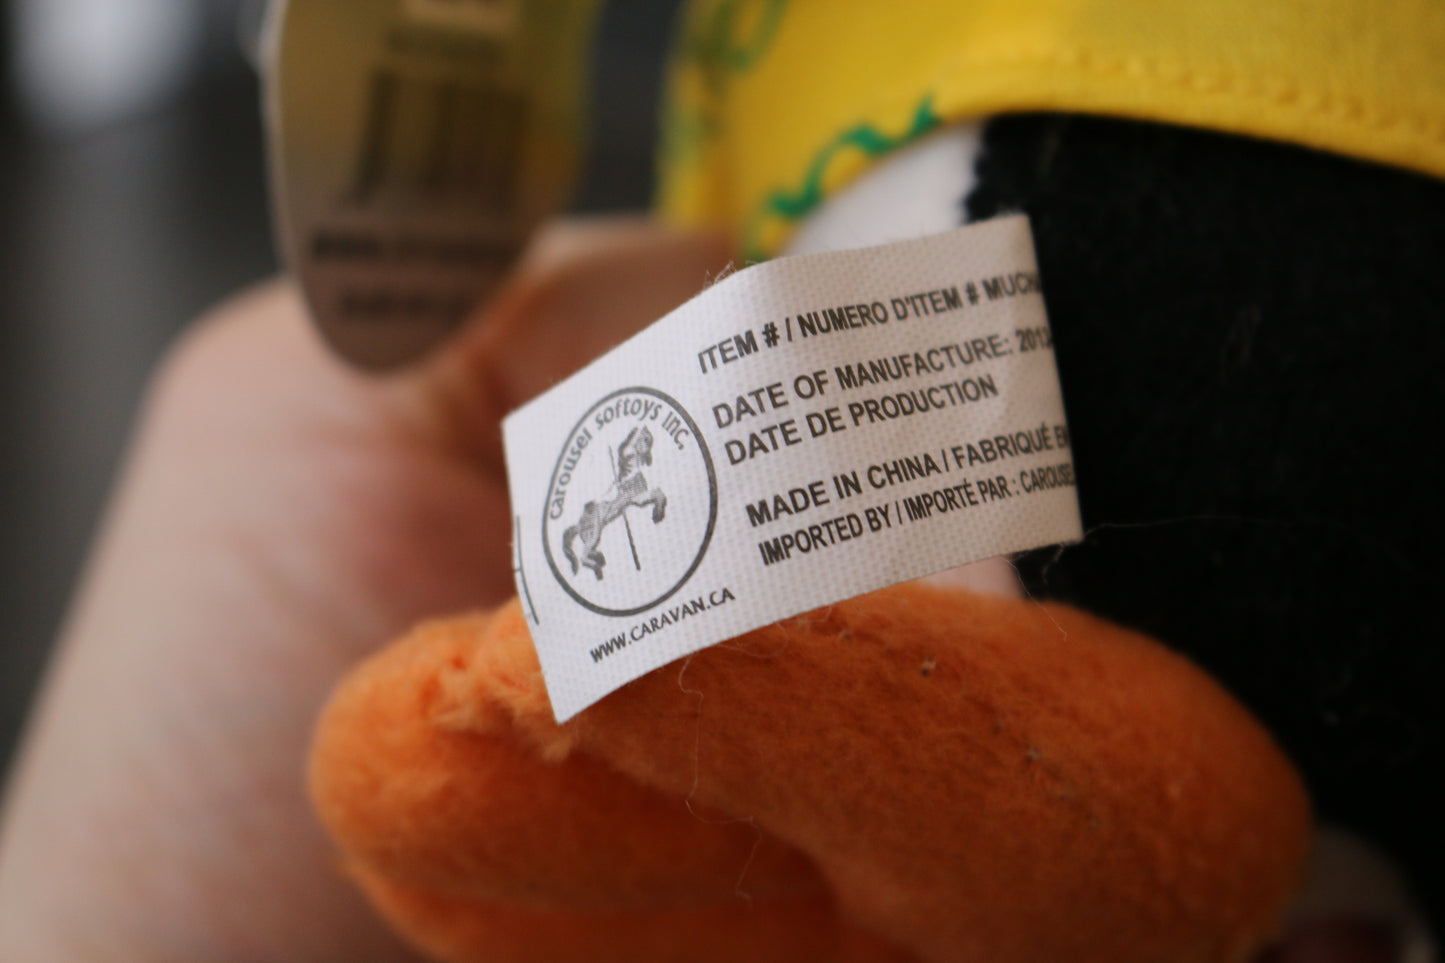 carousel softoys inc.
WWW.CARAVAN.CA
ITEM # / NUMERO D'ITEM #
DATE OF MANUFACTURE:
DATE DE PRODUCTION
MADE IN CHINA / FABRIQUÉ
IMPORTED BY / IMPORTÉ PAR : CAROUSEL